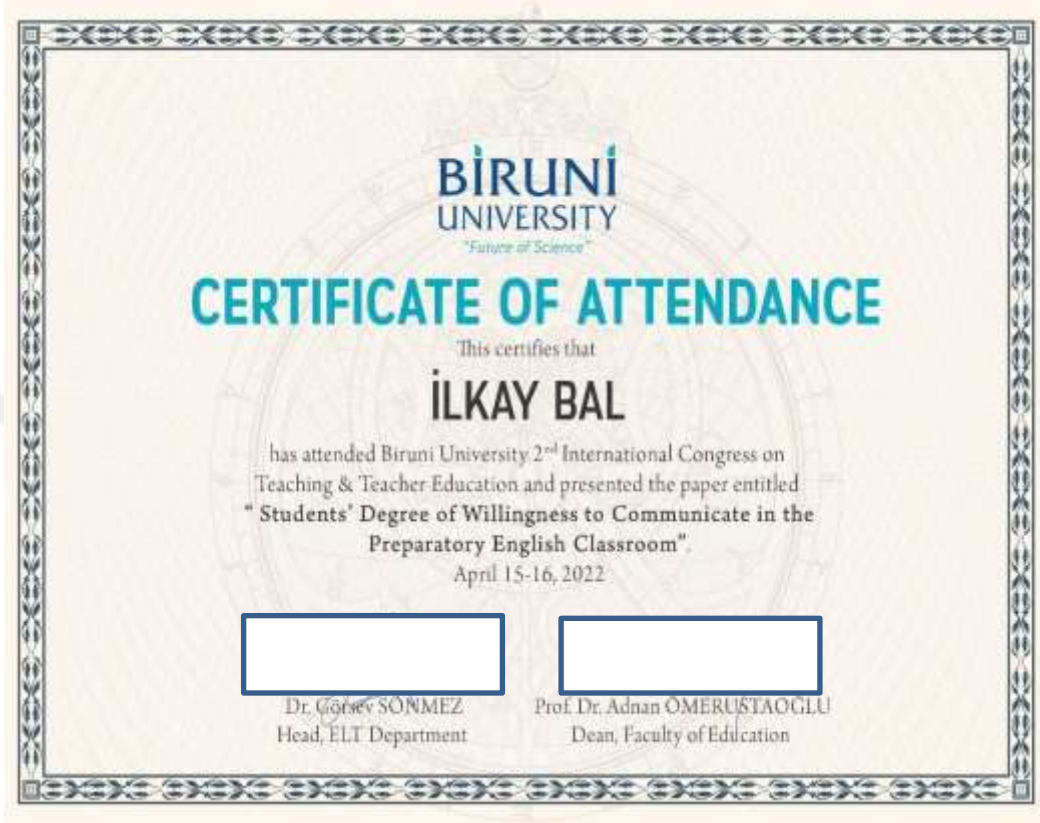 BİRUNİ
UNIVERSITY
"Future of Science"
CERTIFICATE OF ATTENDANCE
This certifies that
İLKAY BAL
has attended Biruni University 2nd International Congress on
Teaching & Teacher Education and presented the paper entitled
“ Students’ Degree of Willingness to Communicate in the
Preparatory English Classroom”.
April 15-16, 2022
Dr. Görsev SÖNMEZ Prof. Dr. Adnan ÖMERUSTAOĞLU
Head, ELT Department Dean, Faculty of Education